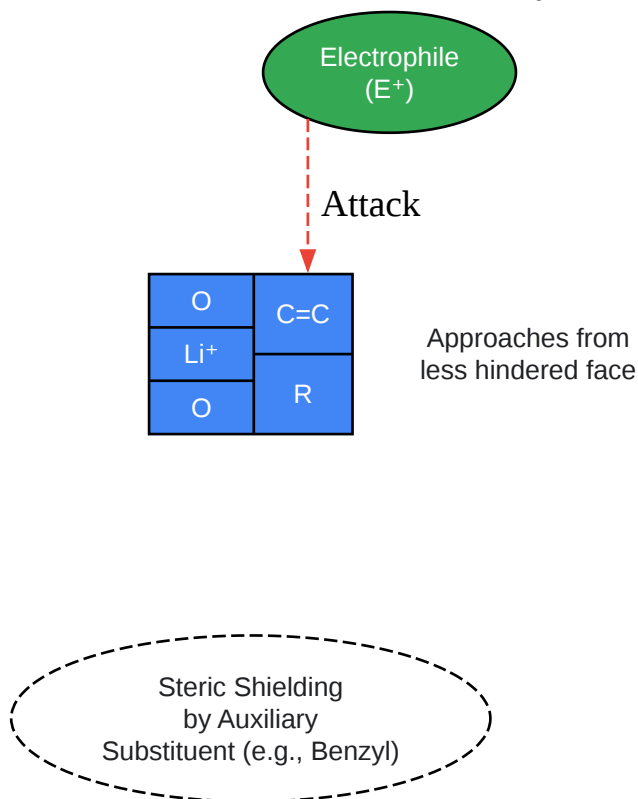 Electrophile
(E⁺)
Attack
O
C=C
Li⁺
O
R
Approaches from
less hindered face
Steric Shielding
by Auxiliary
Substituent (e.g., Benzyl)